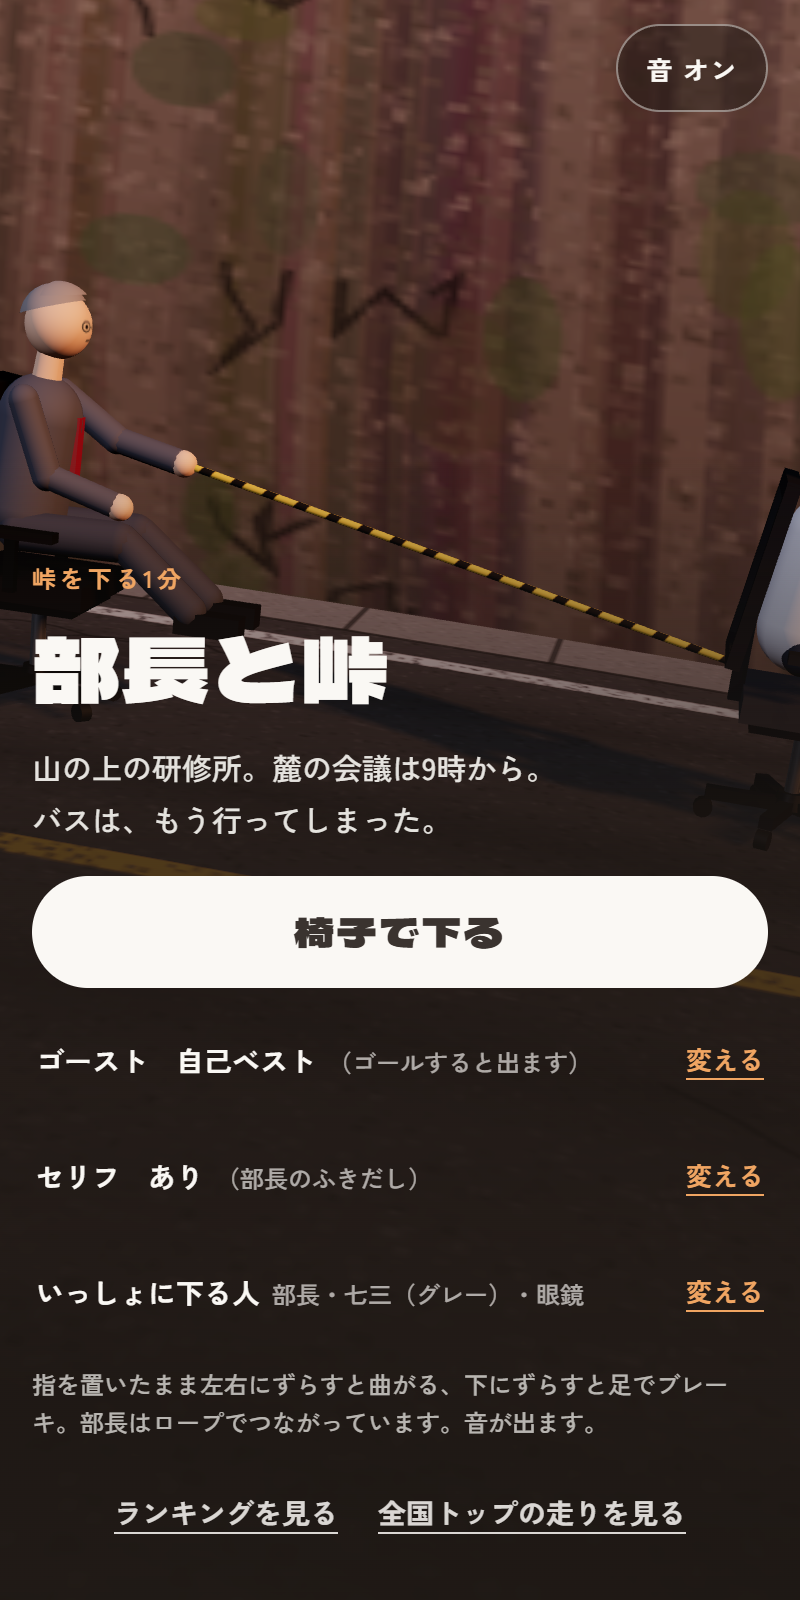 音 オン
峠を下る1分
部長と峠
山の上の研修所。麓の会議は9時から。
バスは、もう行ってしまった。
椅子で下る
ゴースト　自己ベスト （ゴールすると出ます） 変える
セリフ　あり （部長のふきだし） 変える
いっしょに下る人 部長・七三（グレー）・眼鏡 変える
指を置いたまま左右にずらすと曲がる、下にずらすと足でブレー
キ。部長はロープでつながっています。音が出ます。
ランキングを見る 全国トップの走りを見る